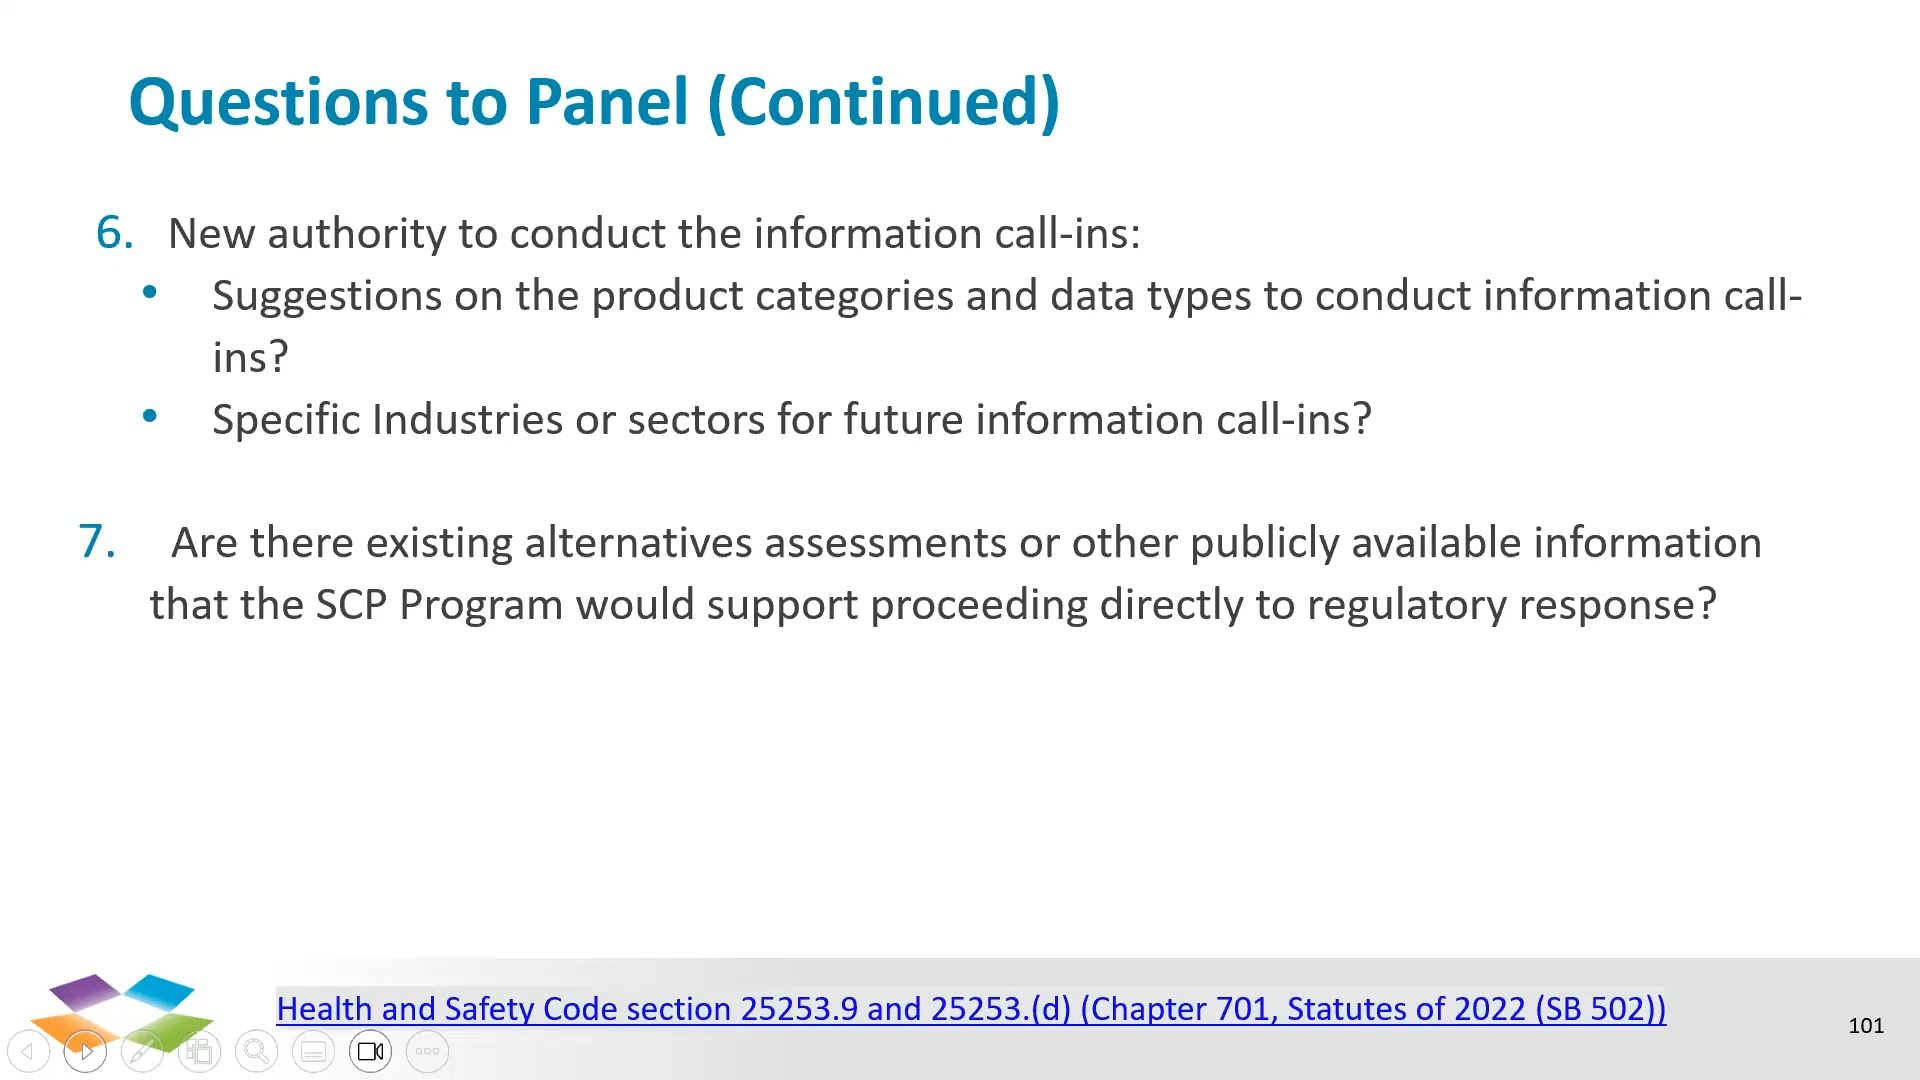 Questions to Panel (Continued)
6. New authority to conduct the information call-ins:
• Suggestions on the product categories and data types to conduct information call-
ins?
• Specific Industries or sectors for future information call-ins?
7. Are there existing alternatives assessments or other publicly available information
that the SCP Program would support proceeding directly to regulatory response?
Health and Safety Code section 25253.9 and 25253.(d) (Chapter 701, Statutes of 2022 (SB 502))
101